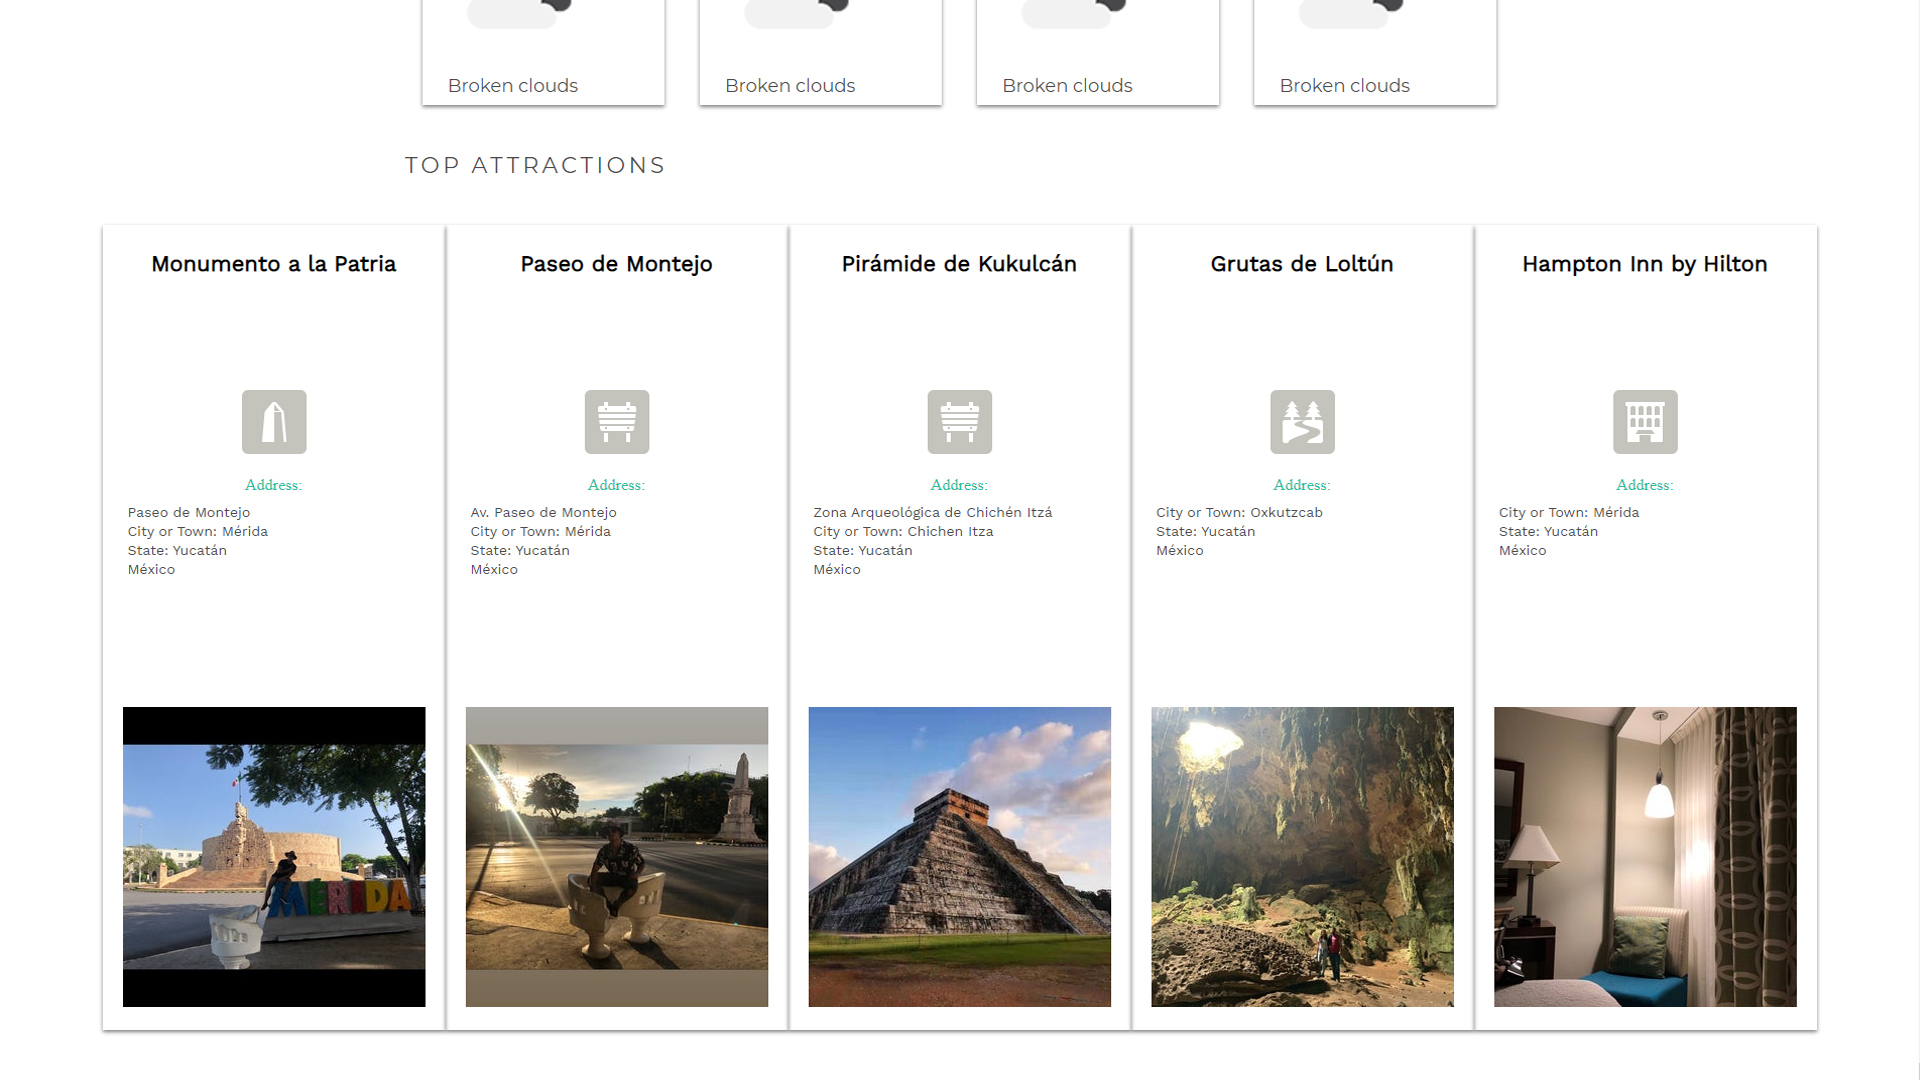 Broken clouds
Broken clouds
Broken clouds
Broken clouds
TOP ATTRACTIONS
Monumento a la Patria
Address:
Paseo de Montejo
City or Town: Mérida
State: Yucatán
México
MÉRIDA
Paseo de Montejo
Address:
Av. Paseo de Montejo
City or Town: Mérida
State: Yucatán
México
Pirámide de Kukulcán
Address:
Zona Arqueológica de Chichén Itzá
City or Town: Chichen Itza
State: Yucatán
México
Grutas de Loltún
Address:
City or Town: Oxkutzcab
State: Yucatán
México
Hampton Inn by Hilton
Address:
City or Town: Mérida
State: Yucatán
México